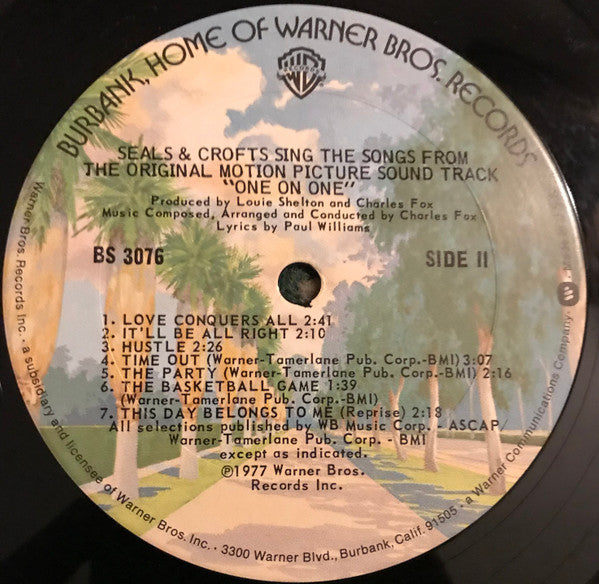 BURBANK, HOME OF WARNER BROS. RECORDS
SEALS & CROFTS SING THE SONGS FROM
THE ORIGINAL MOTION PICTURE SOUND TRACK
"ONE ON ONE"
Produced by Louie Shelton and Charles Fox
Music Composed, Arranged and Conducted by Charles Fox
Lyrics by Paul Williams
BS 3076
SIDE II
1. LOVE CONQUERS ALL 2:41
2. IT'LL BE ALL RIGHT 2:10
3. HUSTLE 2:26
4. TIME OUT (Warner-Tamerlane Pub. Corp.-BMI) 3:07
5. THE PARTY (Warner-Tamerlane Pub. Corp.-BMI) 2:16
6. THE BASKETBALL GAME 1:39
(Warner-Tamerlane Pub. Corp.-BMI)
7. THIS DAY BELONGS TO ME (Reprise) 2:18
All selections published by WB Music Corp. - ASCAP/
Warner-Tamerlane Pub. Corp. - BMI
except as indicated.
℗1977 Warner Bros.
Records Inc.
Warner Bros. Records Inc. • a subsidiary and licensee of Warner Bros. Inc. • 3300 Warner Blvd., Burbank, Calif. 91505 • a Warner Communications Company •